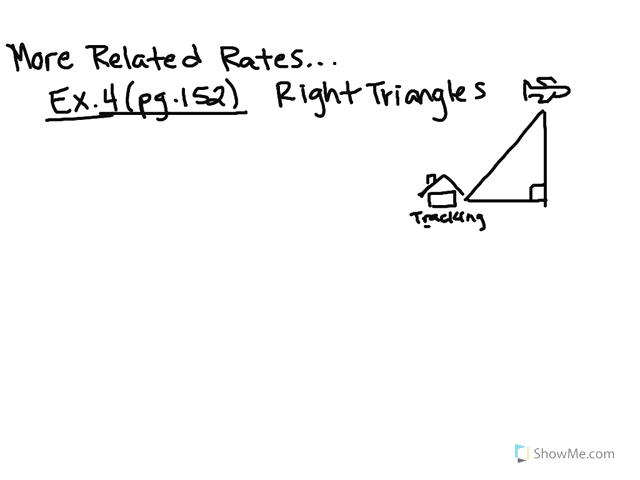 More Related Rates...
Ex.4 (pg.152) Right Triangles
Tracking
ShowMe.com